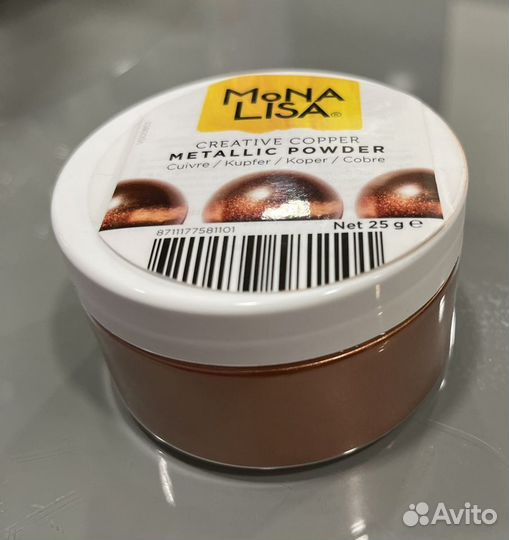 MoNA
LISA®
CREATIVE COPPER
METALLIC POWDER
Cuivre / Kupfer / Koper / Cobre
Net 25 g e
8711177581101
Avito